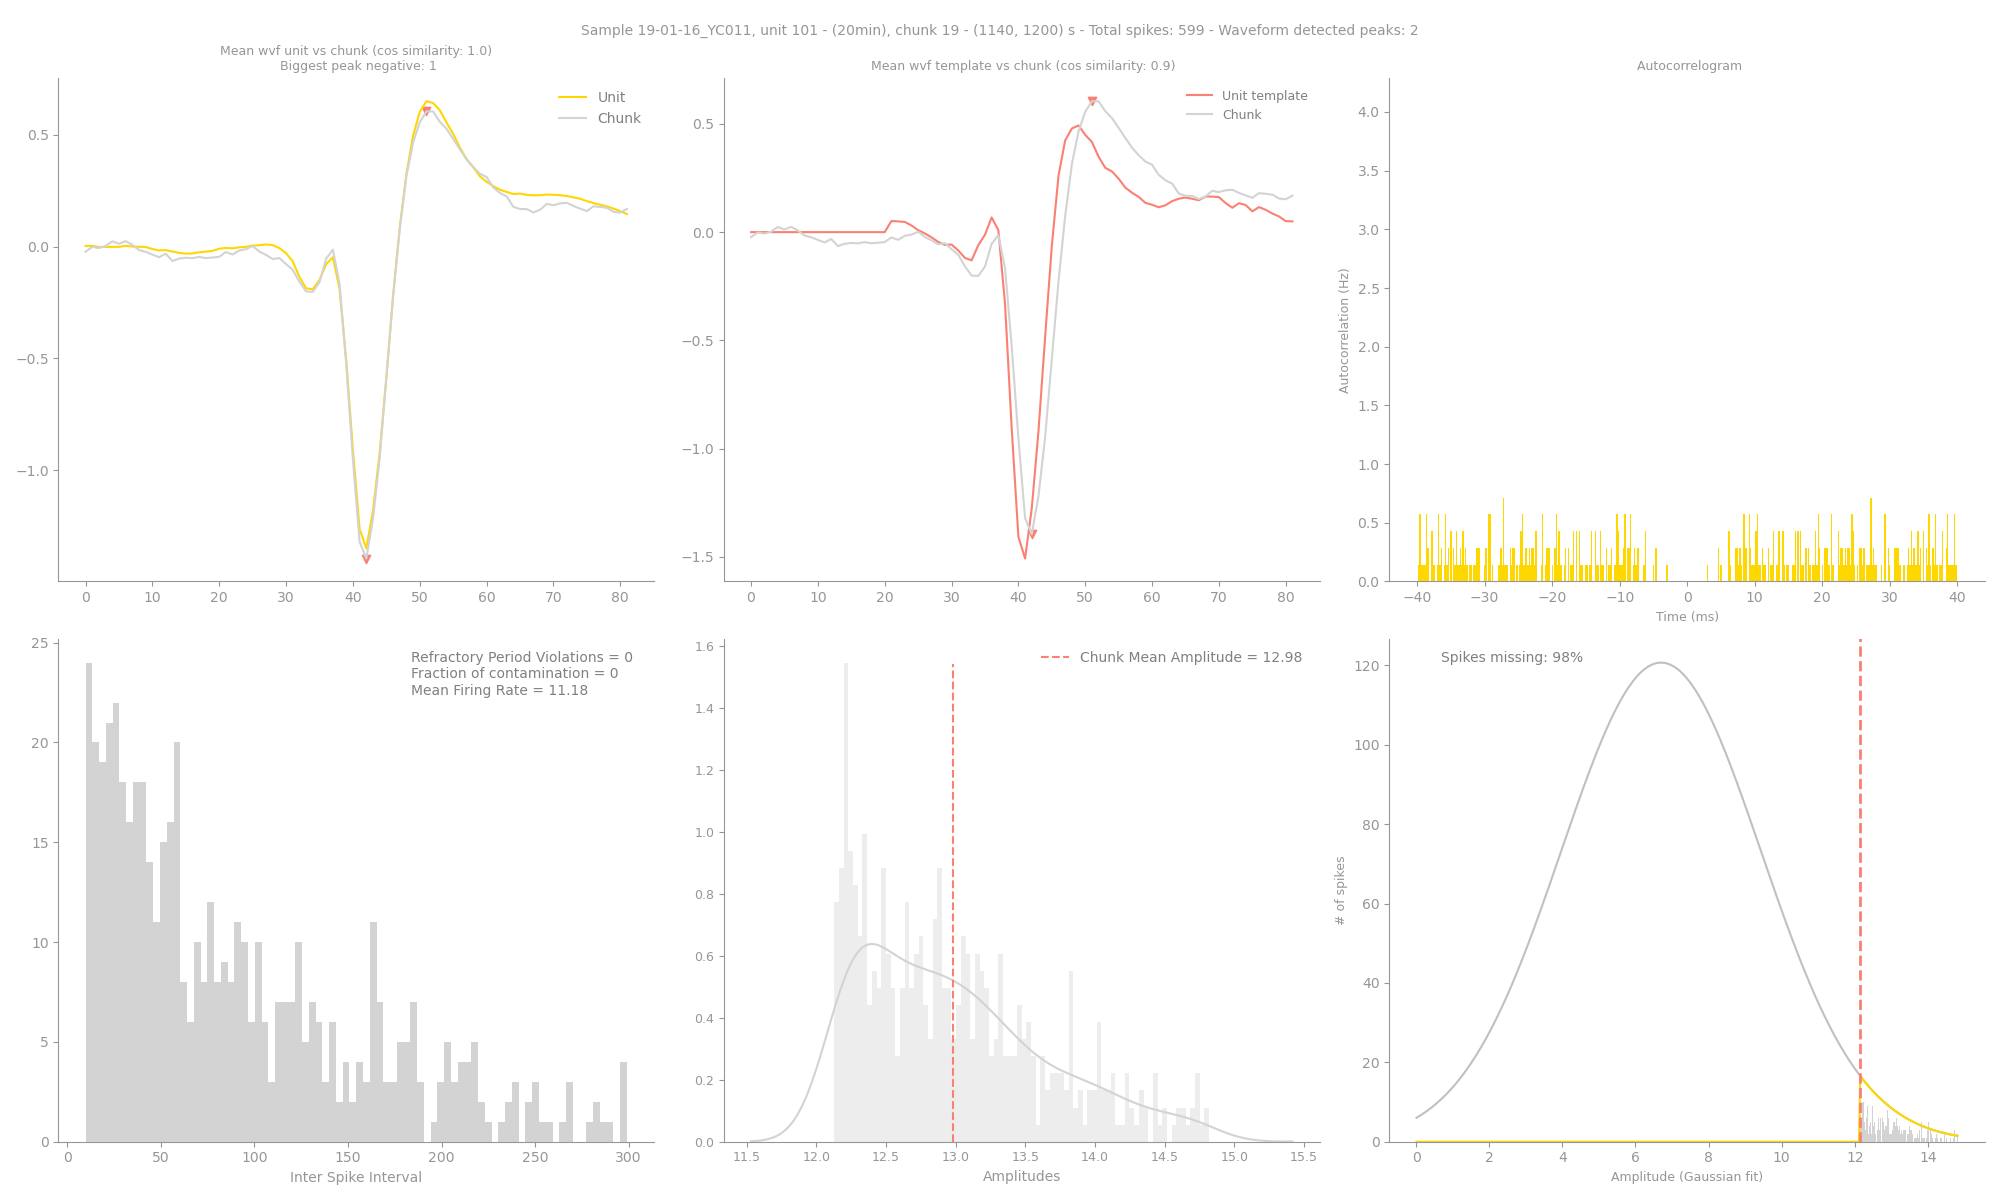 Sample 19-01-16_YC011, unit 101 - (20min), chunk 19 - (1140, 1200) s - Total spikes: 599 - Waveform detected peaks: 2
Mean wvf unit vs chunk (cos similarity: 1.0)
Biggest peak negative: 1
Unit
Chunk
0.5
0.0
−0.5
−1.0
0 10 20 30 40 50 60 70 80
Mean wvf template vs chunk (cos similarity: 0.9)
Unit template
Chunk
0.5
0.0
−0.5
−1.0
−1.5
0 10 20 30 40 50 60 70 80
Autocorrelogram
Autocorrelation (Hz)
4.0
3.5
3.0
2.5
2.0
1.5
1.0
0.5
0.0
−40 −30 −20 −10 0 10 20 30 40
Time (ms)
Refractory Period Violations = 0
Fraction of contamination = 0
Mean Firing Rate = 11.18
25
20
15
10
5
0
0 50 100 150 200 250 300
Inter Spike Interval
Chunk Mean Amplitude = 12.98
1.6
1.4
1.2
1.0
0.8
0.6
0.4
0.2
0.0
11.5 12.0 12.5 13.0 13.5 14.0 14.5 15.0 15.5
Amplitudes
Spikes missing: 98%
# of spikes
120
100
80
60
40
20
0
0 2 4 6 8 10 12 14
Amplitude (Gaussian fit)